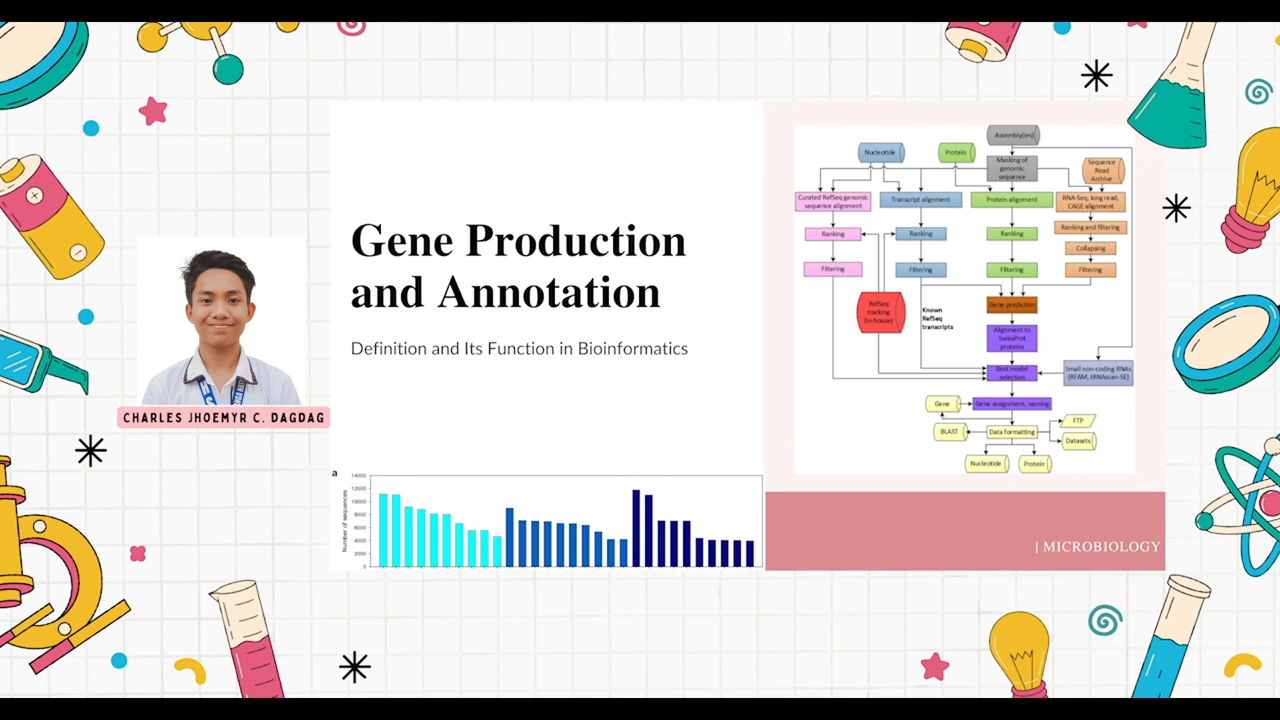 Gene Production
and Annotation
Definition and Its Function in Bioinformatics
CHARLES JHOEMYR C. DAGDAG
a
Number of sequences
14000
12000
10000
8000
6000
4000
2000
0
Assembly(ies)
Nucleotide
Protein
Masking of
genomic
sequence
Sequence
Read
Archive
Curated RefSeq genomic
sequence alignment
Transcript alignment
Protein alignment
RNA-Seq, long read,
CAGE alignment
Ranking
Ranking
Ranking
Ranking and filtering
Collapsing
Filtering
Filtering
Filtering
Filtering
RefSeq
tracking
(in house)
Known
RefSeq
transcripts
Gene prediction
Alignment to
SwissProt
proteins
Best model
selection
Small non-coding RNAs
(RFAM, tRNAscan-SE)
Gene
Gene assignment, naming
FTP
BLAST
Data formatting
Datasets
Nucleotide
Protein
| MICROBIOLOGY